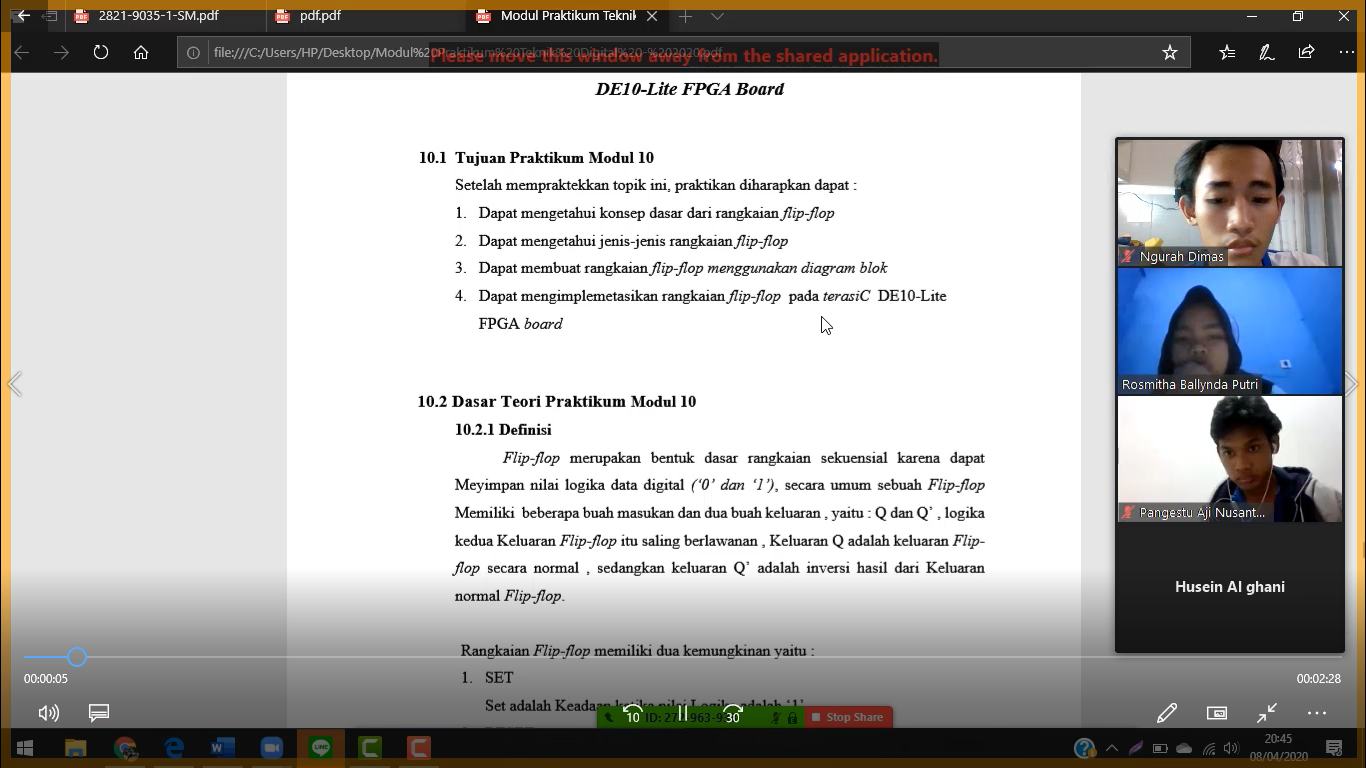 2821-9035-1-SM.pdf
pdf.pdf
Modul Praktikum Teknik
file:///C:/Users/HP/Desktop/Modul%20Praktikum%20Teknik%20Digital%20-%202020.pdf
Please move this window away from the shared application.
DE10-Lite FPGA Board
10.1 Tujuan Praktikum Modul 10
Setelah mempraktekkan topik ini, praktikan diharapkan dapat :
1. Dapat mengetahui konsep dasar dari rangkaian flip-flop
2. Dapat mengetahui jenis-jenis rangkaian flip-flop
3. Dapat membuat rangkaian flip-flop menggunakan diagram blok
4. Dapat mengimplemetasikan rangkaian flip-flop pada terasiC DE10-Lite
FPGA board
10.2 Dasar Teori Praktikum Modul 10
10.2.1 Definisi
Flip-flop merupakan bentuk dasar rangkaian sekuensial karena dapat
Meyimpan nilai logika data digital (‘0’ dan ‘1’), secara umum sebuah Flip-flop
Memiliki beberapa buah masukan dan dua buah keluaran , yaitu : Q dan Q’ , logika
kedua Keluaran Flip-flop itu saling berlawanan , Keluaran Q adalah keluaran Flip-
flop secara normal , sedangkan keluaran Q’ adalah inversi hasil dari Keluaran
normal Flip-flop.
Rangkaian Flip-flop memiliki dua kemungkinan yaitu :
1. SET
Set adalah Keadaan ketika nilai Logika adalah ‘1’
Ngurah Dimas
Rosmitha Ballynda Putri
Pangestu Aji Nusant...
Husein Al ghani
00:00:05
00:02:28
10
30
Stop Share
20:45
08/04/2020